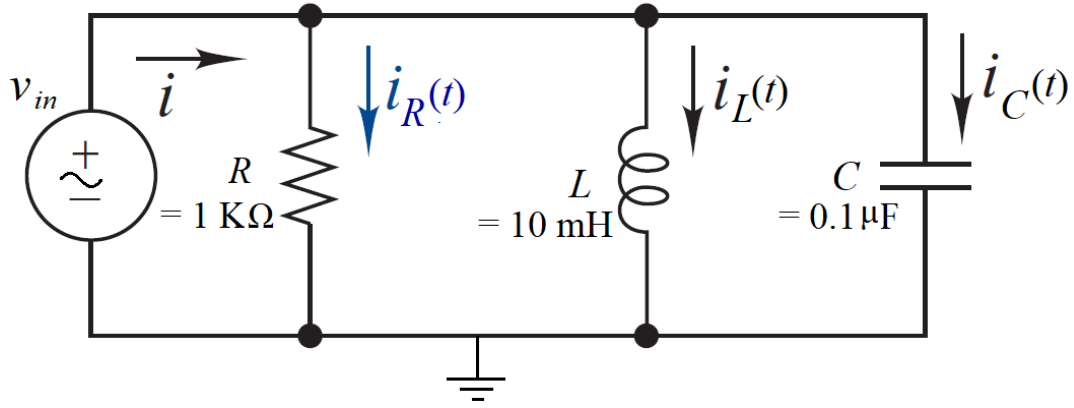 v_in
i
+
~
−
R
= 1 KΩ
i_R(t)
L
= 10 mH
i_L(t)
C
= 0.1 µF
i_C(t)